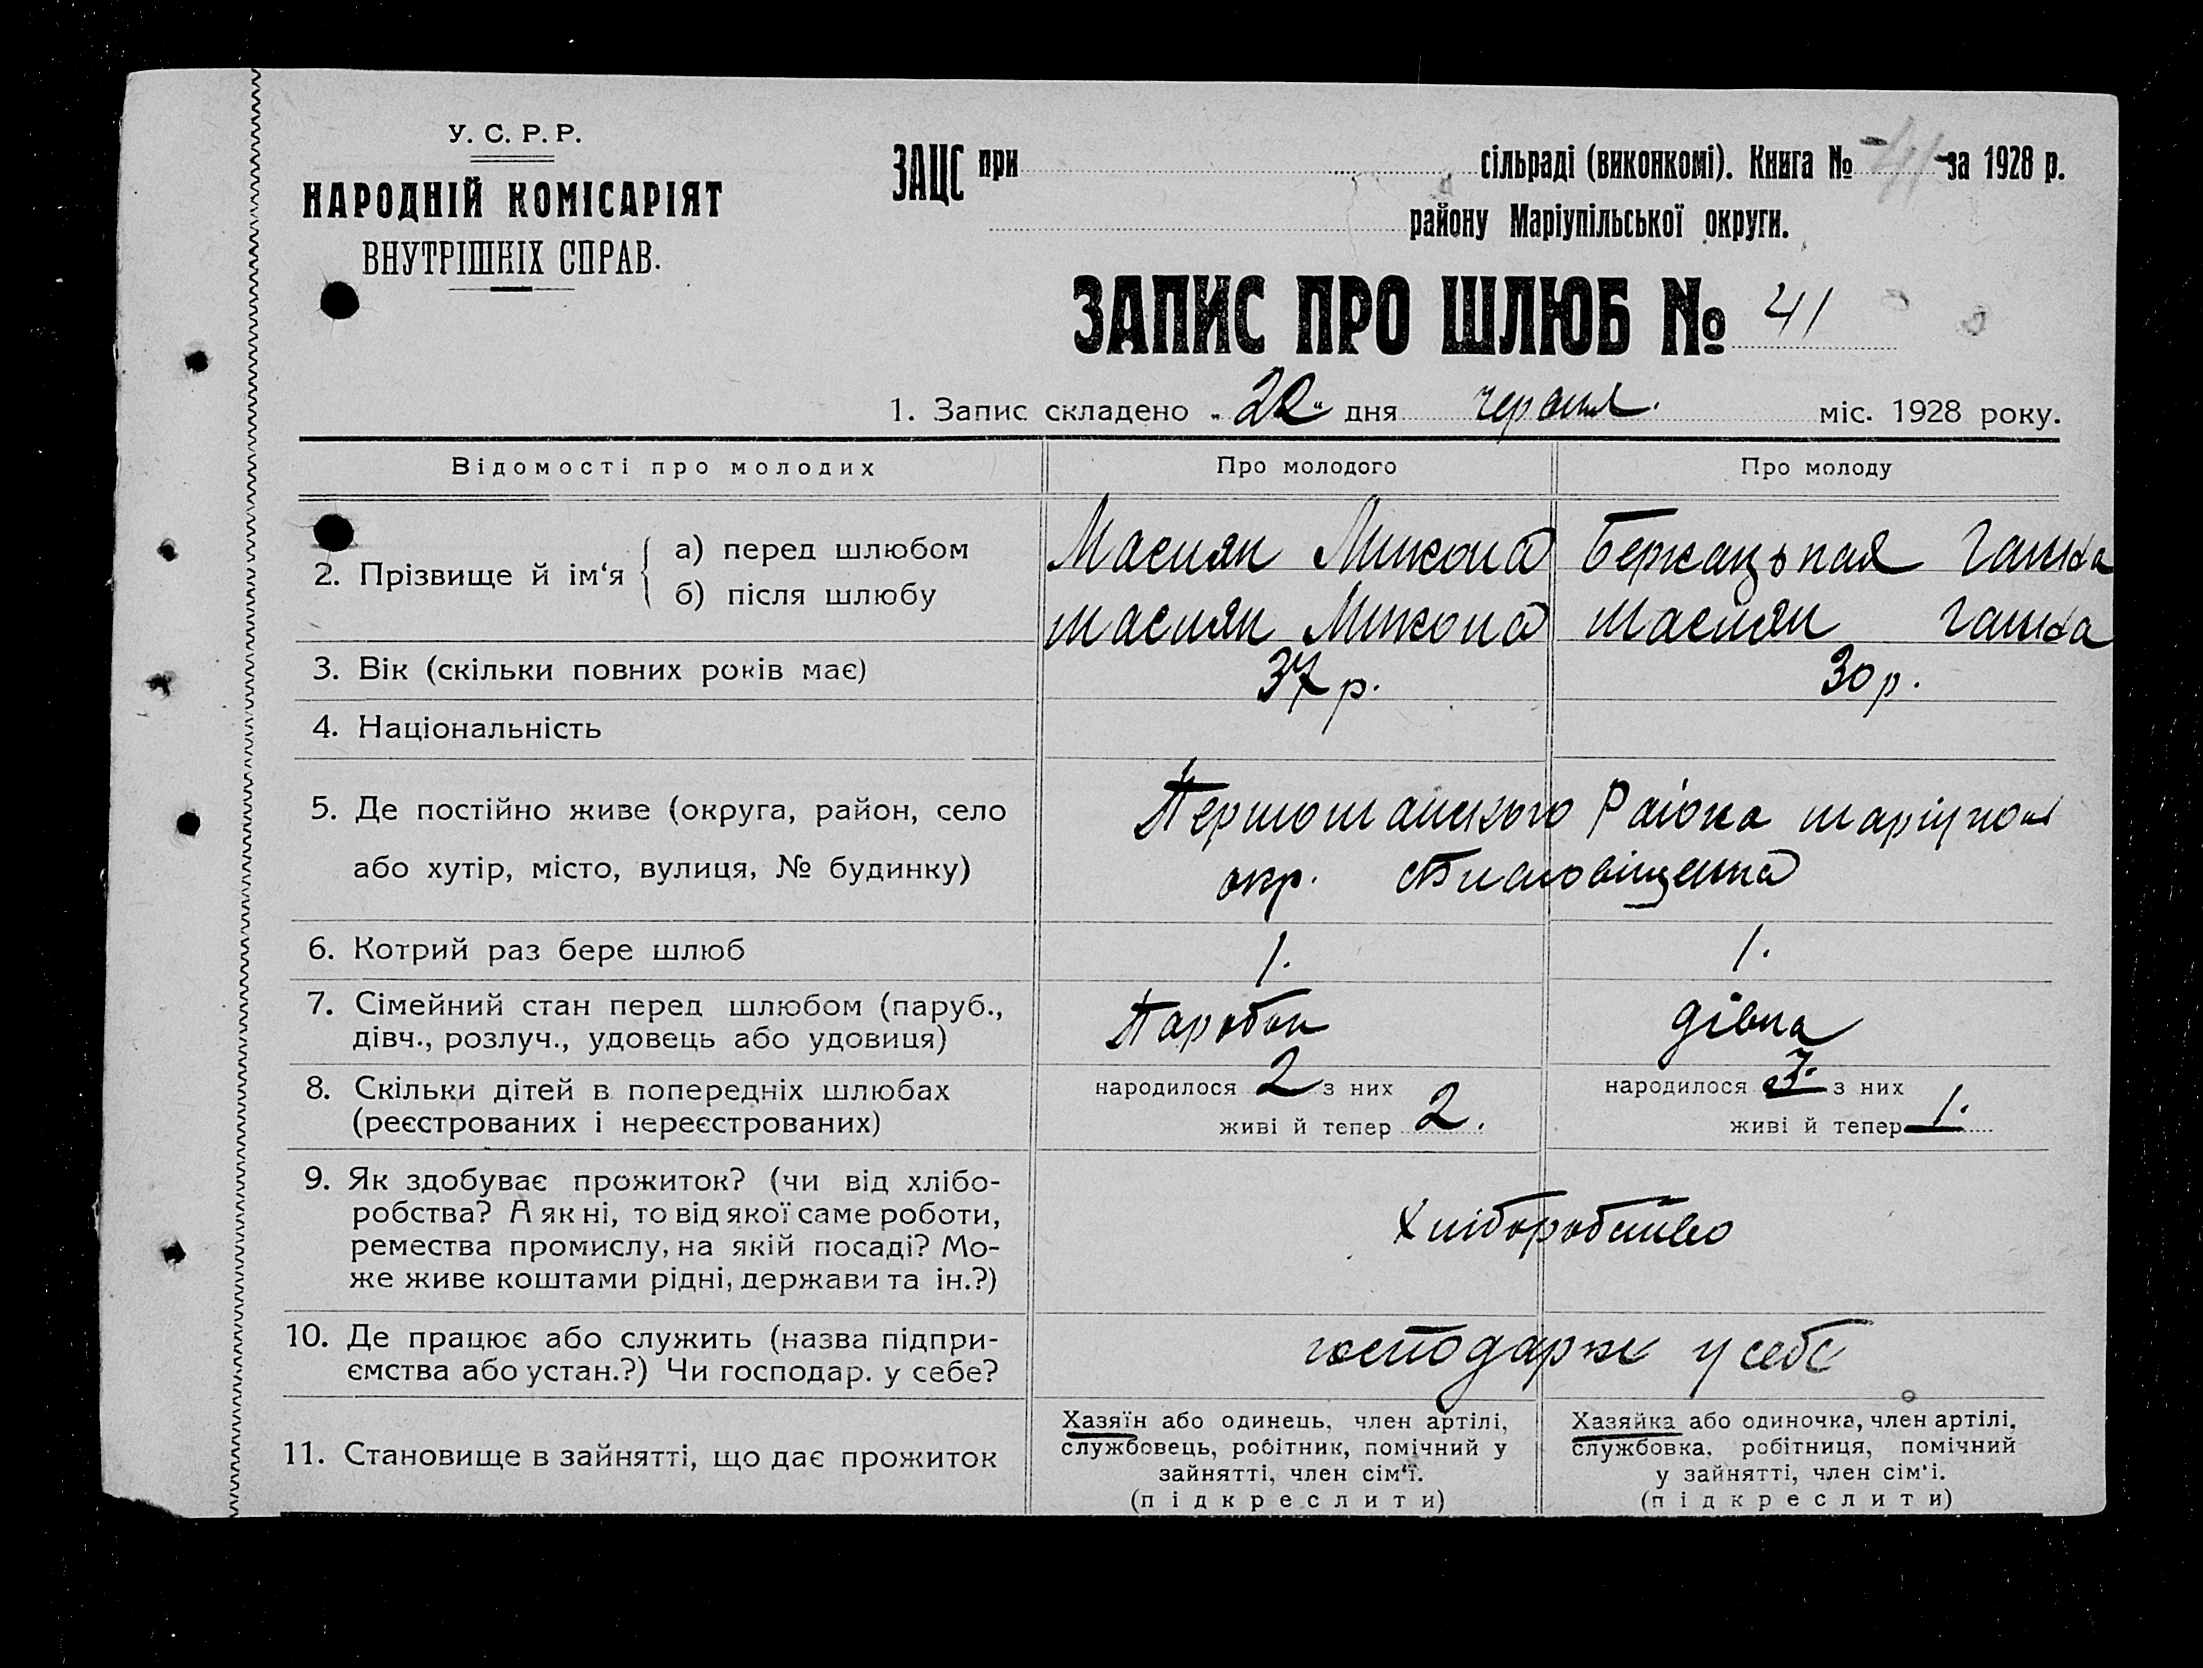 У. С. Р. Р.
НАРОДНІЙ КОМІСАРІЯТ
ВНУТРІШНІХ СПРАВ.
ЗАЦС при сільраді (виконкомі). Книга № за 1928 р.
району Маріупільської округи.
ЗАПИС ПРО ШЛЮБ № 41
1. Запис складено „ “ дня червня міс. 1928 року.
Відомості про молодих
Про молодого
Про молоду
2. Прізвище й ім‘я
а) перед шлюбом
Микола
Ганна
б) після шлюбу
Микола
Ганна
3. Вік (скільки повних років має)
37 р.
30 р.
4. Національність
5. Де постійно живе (округа, район, село
або хутір, місто, вулиця, № будинку)
Району
окр.
6. Котрий раз бере шлюб
1.
1.
7. Сімейний стан перед шлюбом (паруб.,
дівч., розлуч., удовець або удовиця)
Паробок
дівка
8. Скільки дітей в попередніх шлюбах
(реєстрованих і нереєстрованих)
народилося 2 з них
живі й тепер 2.
народилося з них
живі й тепер 1.
9. Як здобуває прожиток? (чи від хлібо-
робства? А як ні, то від якої саме роботи,
ремества промислу, на якій посаді? Мо-
же живе коштами рідні, держави та ін.?)
Хліборобство
10. Де працює або служить (назва підпри-
ємства або устан.?) Чи господар. у себе?
у себе
11. Становище в зайнятті, що дає прожиток
Хазяїн або одинець, член артілі,
службовець, робітник, помічний у
зайнятті, член сім‘ї.
(підкреслити)
Хазяйка або одиночка, член артілі,
службовка, робітниця, помічний
у зайнятті, член сім‘і.
(підкреслити)